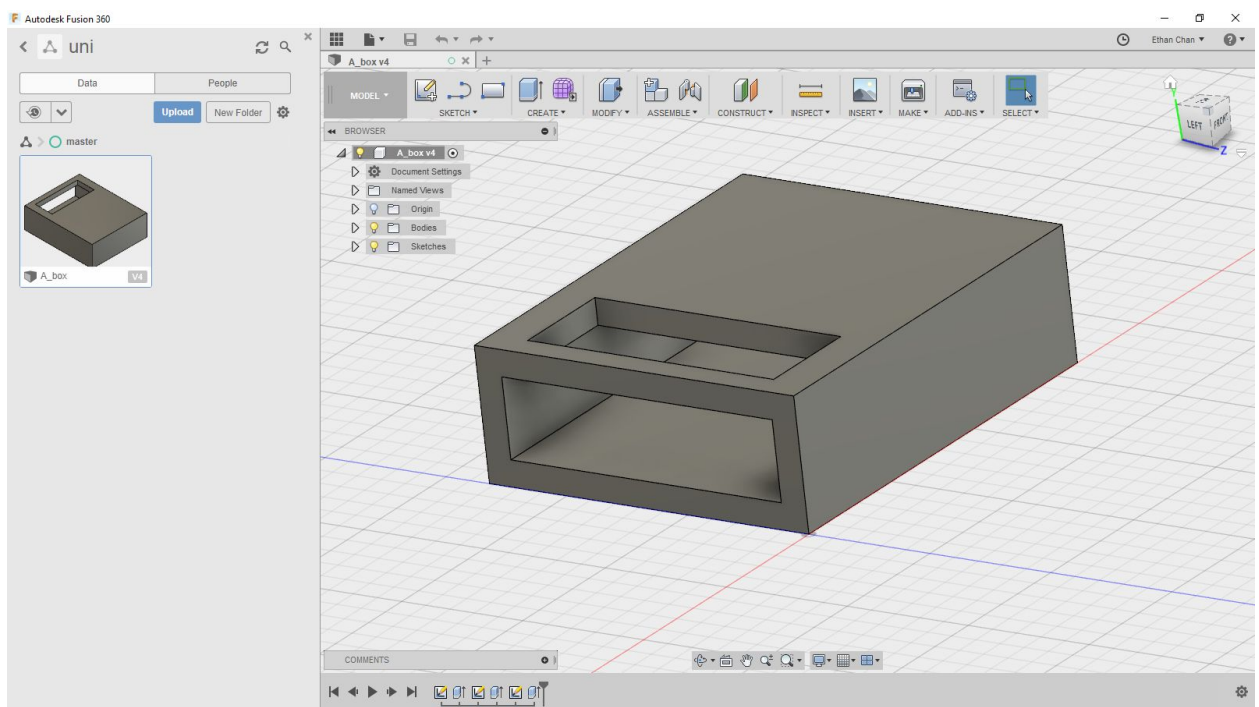 Autodesk Fusion 360
uni
Data People
Upload New Folder
master
A_box V4
Ethan Chan
A_box v4
MODEL SKETCH CREATE MODIFY ASSEMBLE CONSTRUCT INSPECT INSERT MAKE ADD-INS SELECT
BROWSER
A_box v4
Document Settings
Named Views
Origin
Bodies
Sketches
LEFT FRONT
Z
Y
COMMENTS